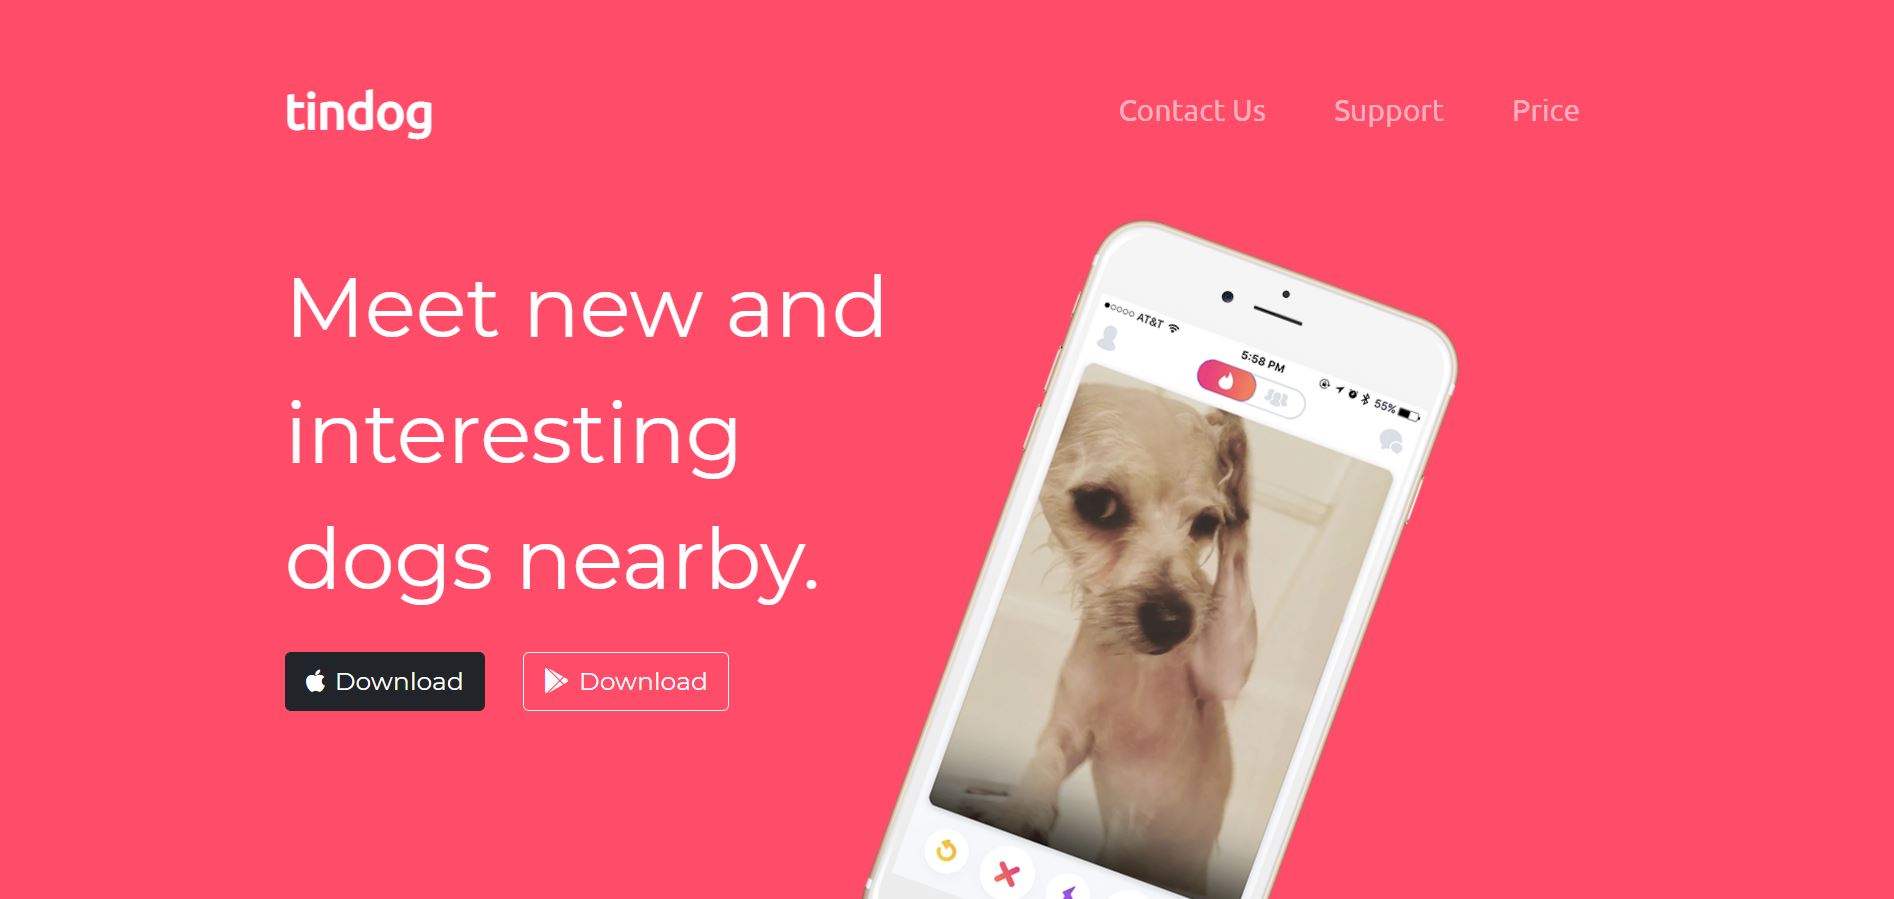 tindog
Contact Us
Support
Price
Meet new and
interesting
dogs nearby.
Download
Download
AT&T
5:58 PM
55%